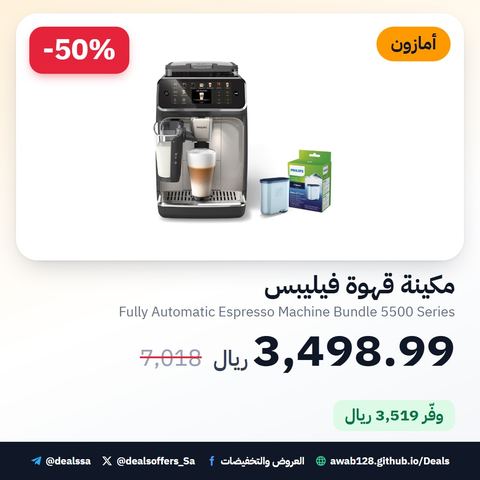 أمازون
-50%
PHILIPS
PHILIPS
مكينة قهوة فيليبس
Fully Automatic Espresso Machine Bundle 5500 Series
3,498.99 ريال 7,018
وفّر 3,519 ريال
awab128.github.io/Deals العروض والتخفيضات @dealsoffers_Sa @dealssa